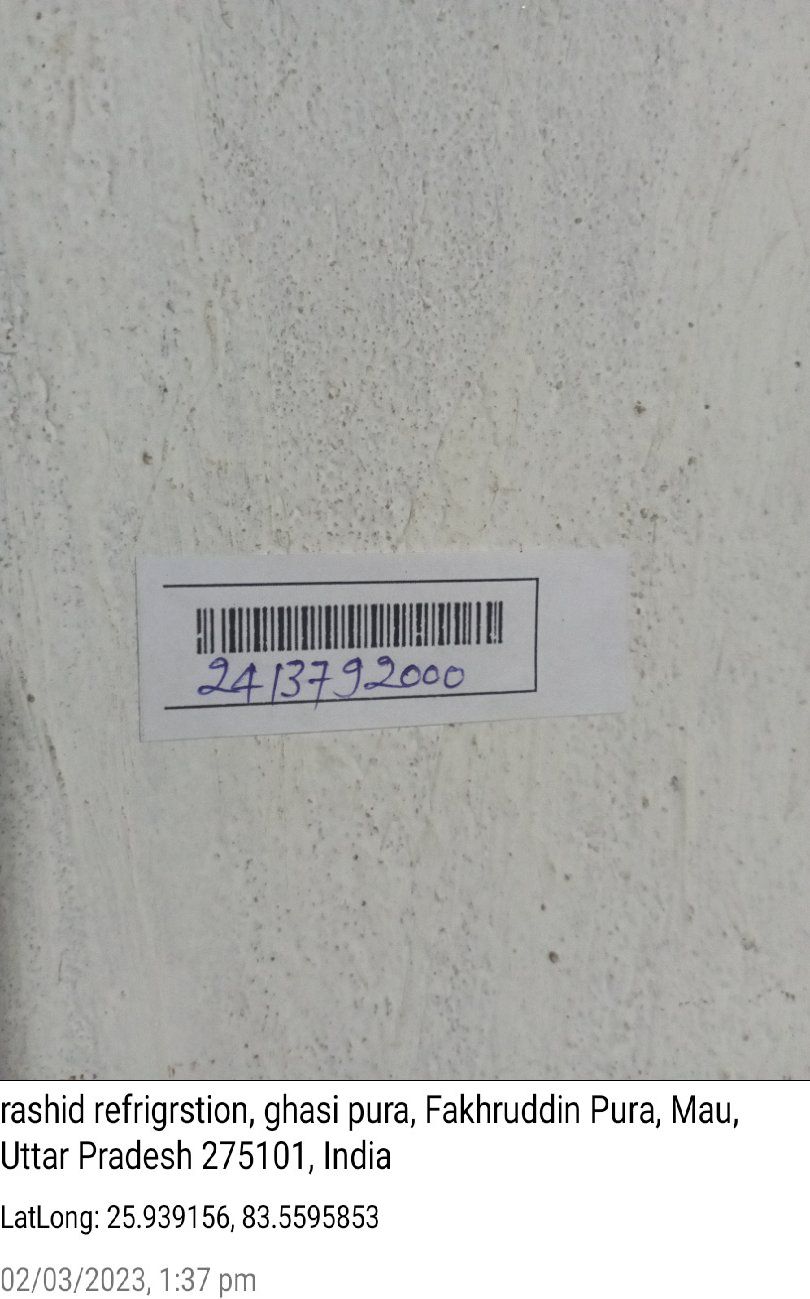 2413792000
rashid refrigrstion, ghasi pura, Fakhruddin Pura, Mau,
Uttar Pradesh 275101, India
LatLong: 25.939156, 83.5595853
02/03/2023, 1:37 pm